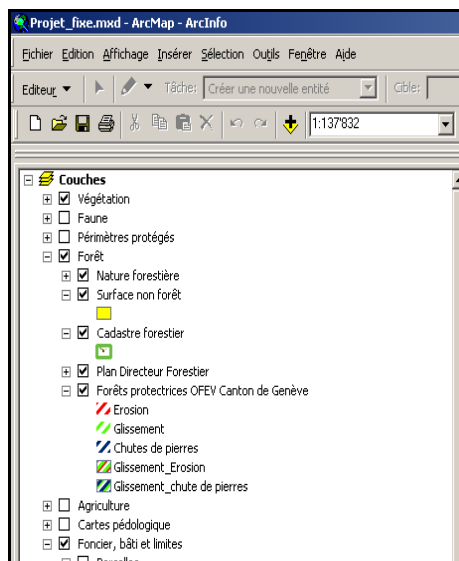 Projet_fixe.mxd - ArcMap - ArcInfo
Fichier Edition Affichage Insérer Sélection Outils Fenêtre Aide
Editeur Tâche: Créer une nouvelle entité Cible:
1:137'832
Couches
Végétation
Faune
Périmètres protégés
Forêt
Nature forestière
Surface non forêt
Cadastre forestier
Plan Directeur Forestier
Forêts protectrices OFEV Canton de Genève
Erosion
Glissement
Chutes de pierres
Glissement_Erosion
Glissement_chute de pierres
Agriculture
Cartes pédologique
Foncier, bâti et limites